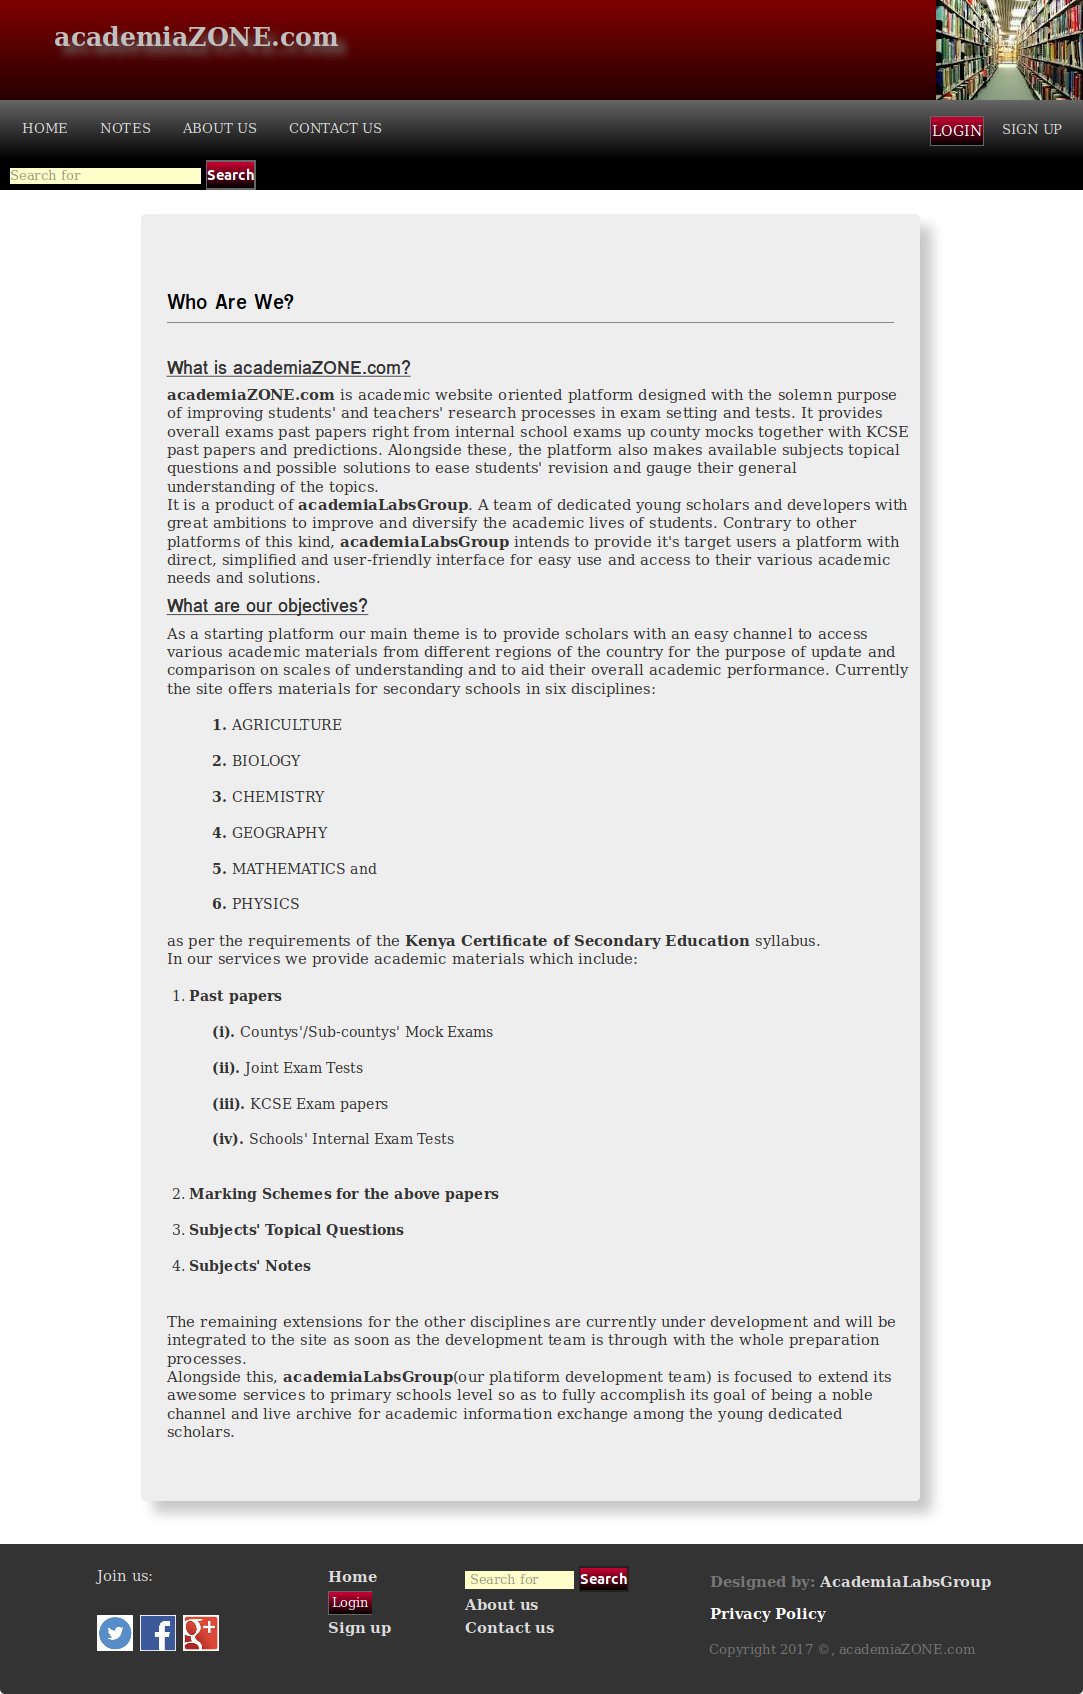 academiaZONE.com
HOME NOTES ABOUT US CONTACT US LOGIN SIGN UP
Search for Search
Who Are We?
What is academiaZONE.com?
academiaZONE.com is academic website oriented platform designed with the solemn purpose
of improving students' and teachers' research processes in exam setting and tests. It provides
overall exams past papers right from internal school exams up county mocks together with KCSE
past papers and predictions. Alongside these, the platform also makes available subjects topical
questions and possible solutions to ease students' revision and gauge their general
understanding of the topics.
It is a product of academiaLabsGroup. A team of dedicated young scholars and developers with
great ambitions to improve and diversify the academic lives of students. Contrary to other
platforms of this kind, academiaLabsGroup intends to provide it's target users a platform with
direct, simplified and user-friendly interface for easy use and access to their various academic
needs and solutions.
What are our objectives?
As a starting platform our main theme is to provide scholars with an easy channel to access
various academic materials from different regions of the country for the purpose of update and
comparison on scales of understanding and to aid their overall academic performance. Currently
the site offers materials for secondary schools in six disciplines:
1. AGRICULTURE
2. BIOLOGY
3. CHEMISTRY
4. GEOGRAPHY
5. MATHEMATICS and
6. PHYSICS
as per the requirements of the Kenya Certificate of Secondary Education syllabus.
In our services we provide academic materials which include:
1. Past papers
(i). Countys'/Sub-countys' Mock Exams
(ii). Joint Exam Tests
(iii). KCSE Exam papers
(iv). Schools' Internal Exam Tests
2. Marking Schemes for the above papers
3. Subjects' Topical Questions
4. Subjects' Notes
The remaining extensions for the other disciplines are currently under development and will be
integrated to the site as soon as the development team is through with the whole preparation
processes.
Alongside this, academiaLabsGroup(our platiform development team) is focused to extend its
awesome services to primary schools level so as to fully accomplish its goal of being a noble
channel and live archive for academic information exchange among the young dedicated
scholars.
Join us:
g+
Home
Login
Sign up
Search for Search
About us
Contact us
Designed by: AcademiaLabsGroup
Privacy Policy
Copyright 2017 ©, academiaZONE.com